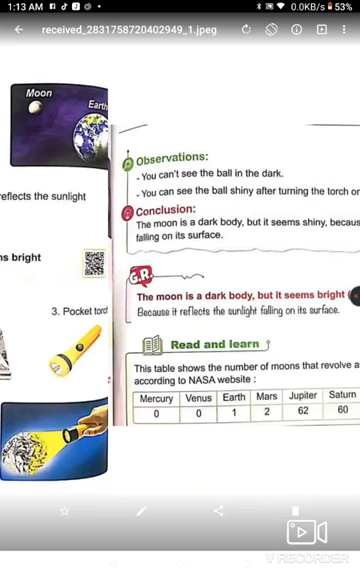 1:13 AM
0.0KB/s
53%
received_2831758720402949_1.jpeg
Moon
Earth
reflects the sunlight
ns bright
3. Pocket torc
Observations:
- You can't see the ball in the dark.
- You can see the ball shiny after turning the torch on
Conclusion:
The moon is a dark body, but it seems shiny, becaus
falling on its surface.
G.R.
The moon is a dark body, but it seems bright
Because it reflects the sunlight falling on its surface.
Read and learn
This table shows the number of moons that revolve a
according to NASA website :
Mercury Venus Earth Mars Jupiter Saturn
0 0 1 2 62 60
V RECORDER